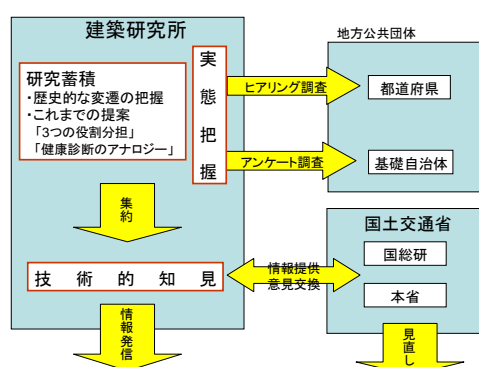 建築研究所
研究蓄積
・歴史的な変遷の把握
・これまでの提案
「3つの役割分担」
「健康診断のアナロジー」
実態把握
集約
技術的知見
情報発信
ヒアリング調査
アンケート調査
情報提供
意見交換
地方公共団体
都道府県
基礎自治体
国土交通省
国総研
本省
見直し